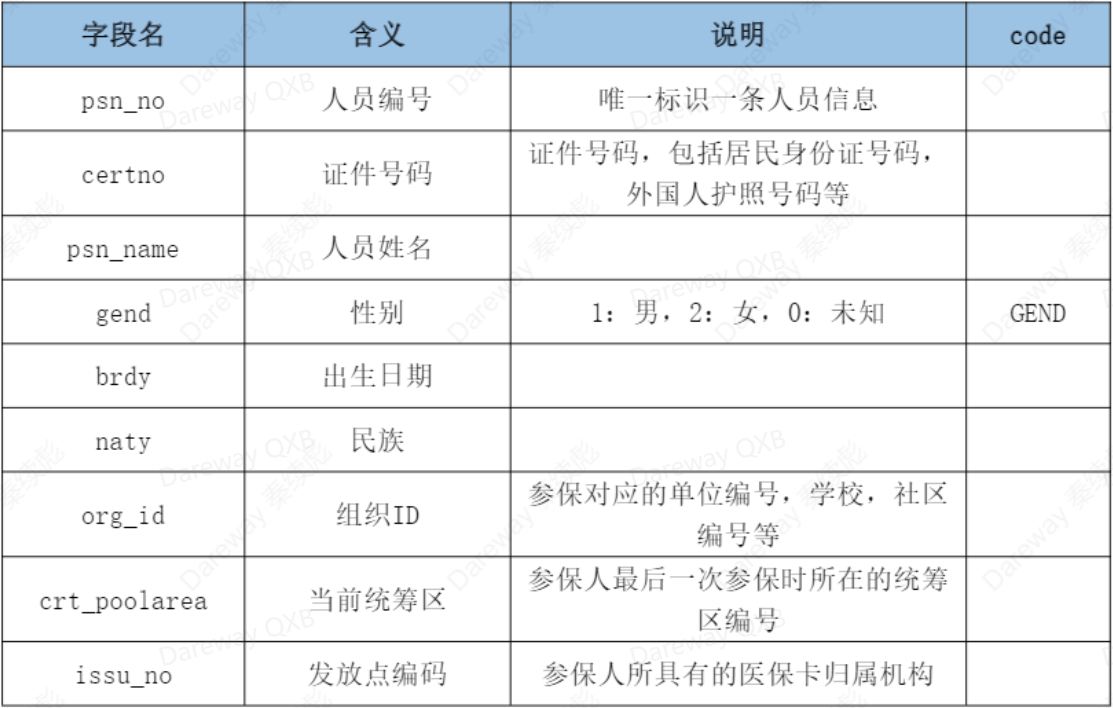 字段名 含义 说明 code
psn_no 人员编号 唯一标识一条人员信息
certno 证件号码 证件号码，包括居民身份证号码，
外国人护照号码等
psn_name 人员姓名
gend 性别 1：男，2：女，0：未知 GEND
brdy 出生日期
naty 民族
org_id 组织ID 参保对应的单位编号，学校，社区
编号等
crt_poolarea 当前统筹区 参保人最后一次参保时所在的统筹
区编号
issu_no 发放点编码 参保人所具有的医保卡归属机构
Dareway QXB
Dareway 秦续彪